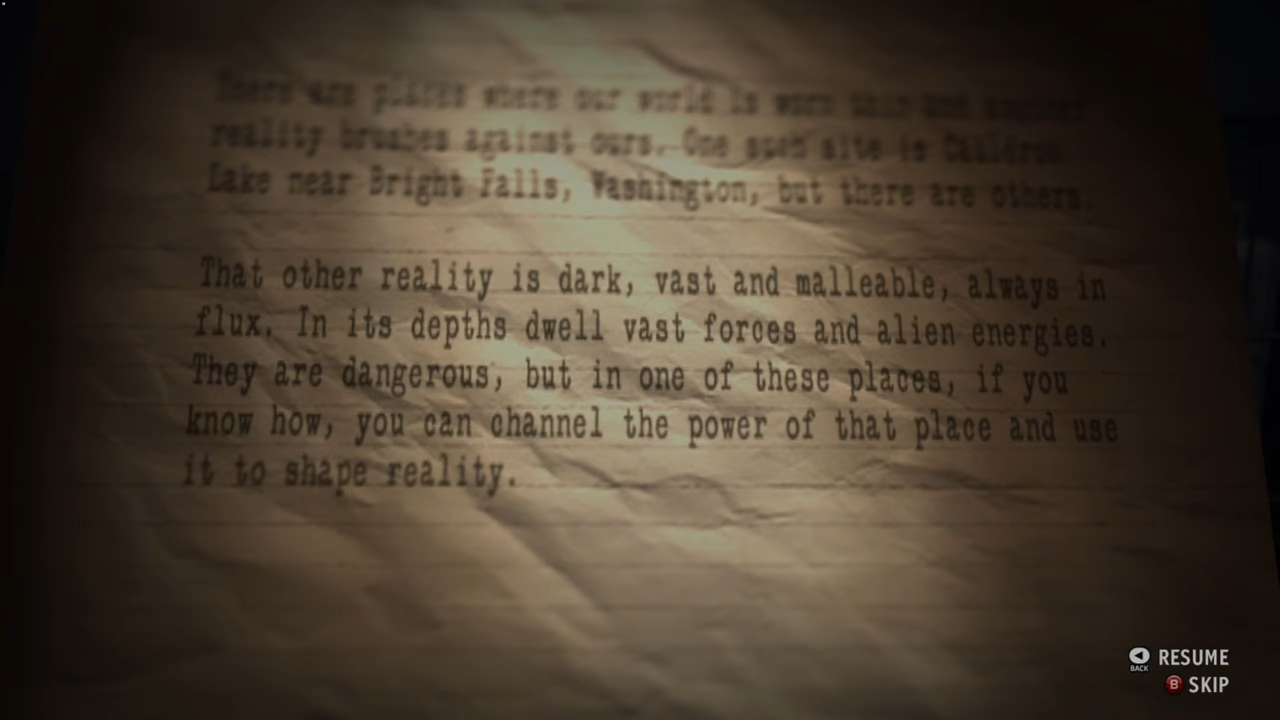 There are places where our world is worn thin and another
reality brushes against ours. One such site is Cauldron
Lake near Bright Falls, Washington, but there are others.
That other reality is dark, vast and malleable, always in
flux. In its depths dwell vast forces and alien energies.
They are dangerous, but in one of these places, if you
know how, you can channel the power of that place and use
it to shape reality.
BACK RESUME
B SKIP